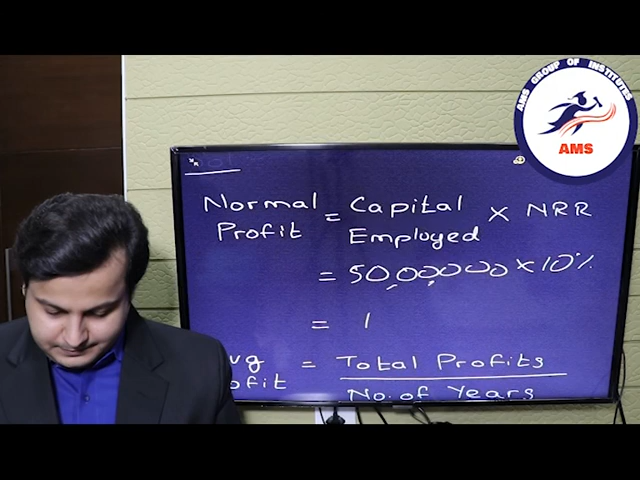 AMS GROUP OF INSTITUTES
AMS
Normal Profit = Capital Employed × NRR
= 50,00,000 × 10%
= 1
= Total Profits
No. of Years